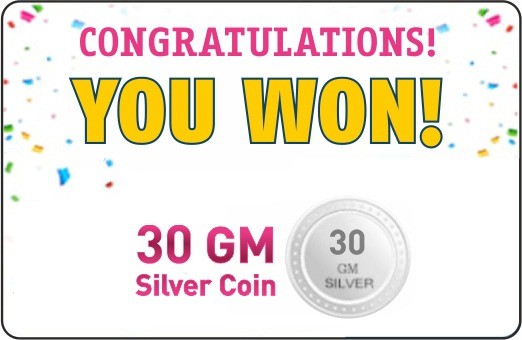 CONGRATULATIONS!
YOU WON!
30 GM
Silver Coin
30
GM
SILVER